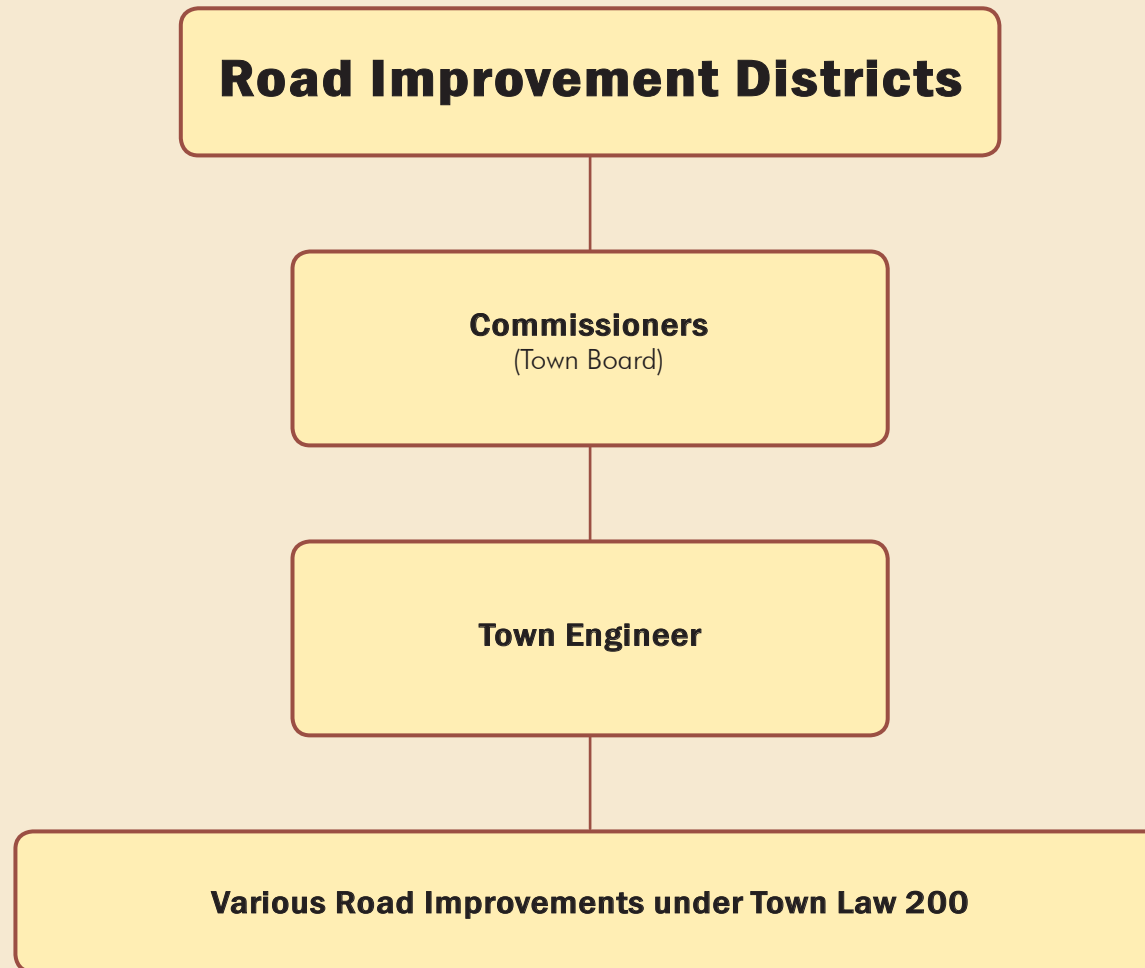 Road Improvement Districts
Commissioners
(Town Board)
Town Engineer
Various Road Improvements under Town Law 200